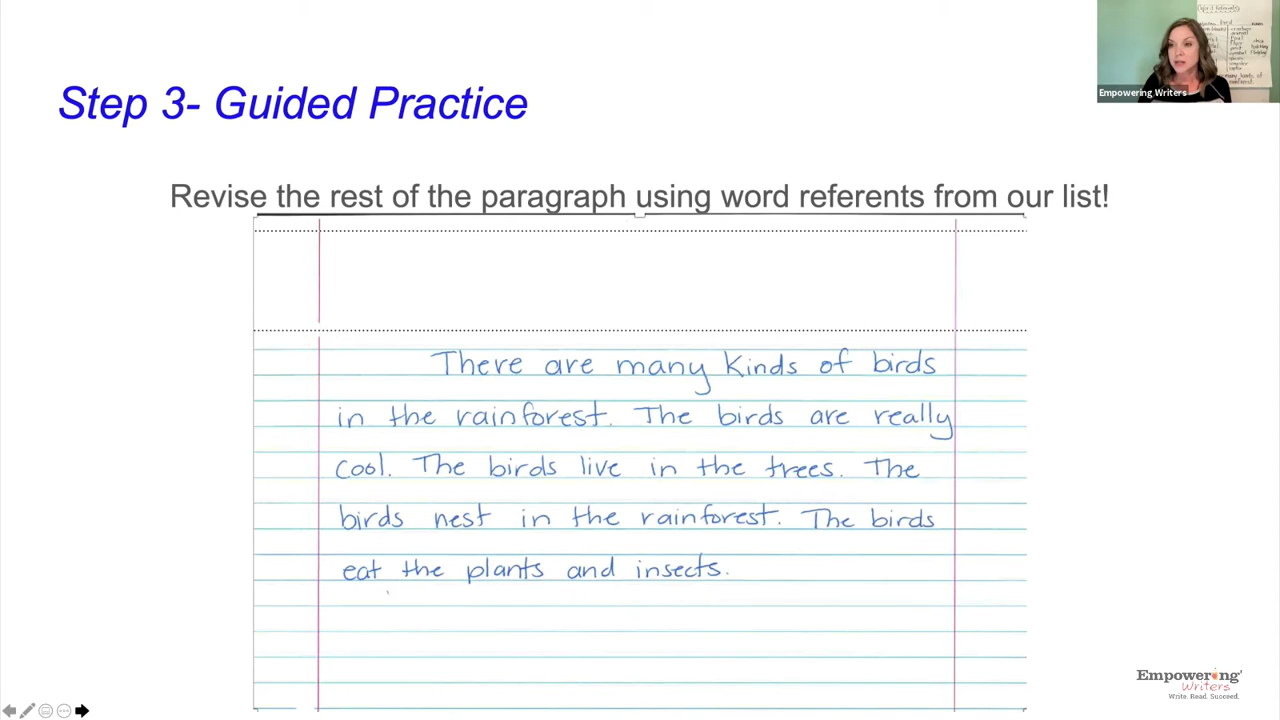 Step 3- Guided Practice
Revise the rest of the paragraph using word referents from our list!
There are many kinds of birds
in the rainforest. The birds are really
cool. The birds live in the trees. The
birds nest in the rainforest. The birds
eat the plants and insects.
Empowering Writers
Empowering
Writers
Write. Read. Succeed.